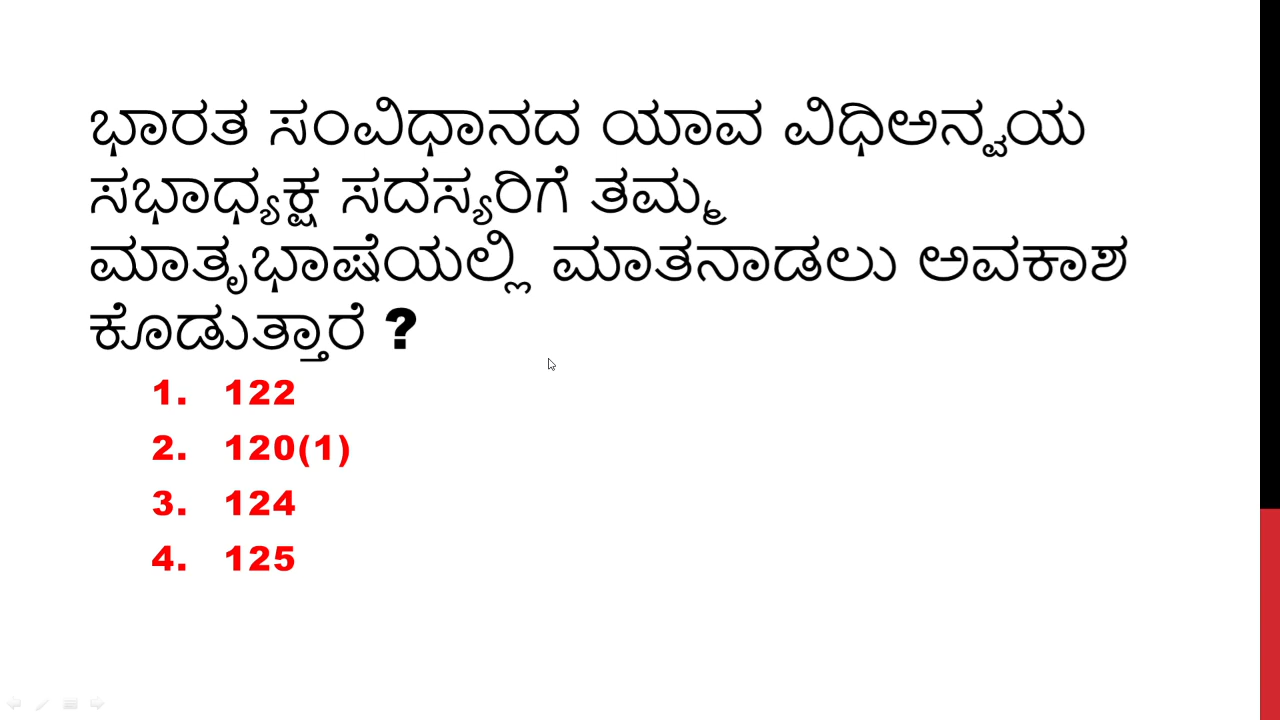 ಭಾರತ ಸಂವಿಧಾನದ ಯಾವ ವಿಧಿಅನ್ವಯ
ಸಭಾಧ್ಯಕ್ಷ ಸದಸ್ಯರಿಗೆ ತಮ್ಮ
ಮಾತೃಭಾಷೆಯಲ್ಲಿ ಮಾತನಾಡಲು ಅವಕಾಶ
ಕೊಡುತ್ತಾರೆ ?
1. 122
2. 120(1)
3. 124
4. 125